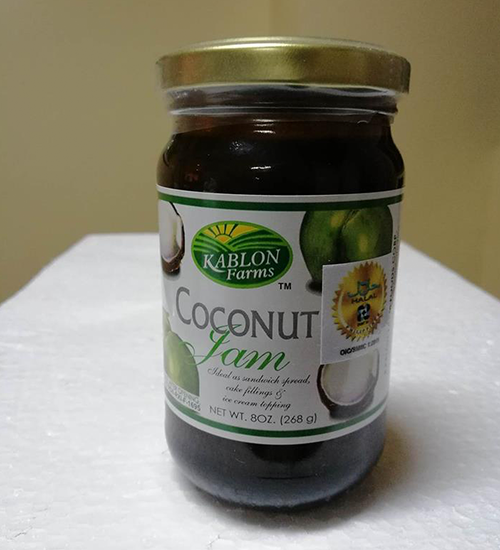 KABLON
Farms
TM
COCONUT
Jam
Ideal as sandwich spread,
cake fillings &
ice cream topping
NET WT. 8OZ. (268 g)
حلال
HALAL